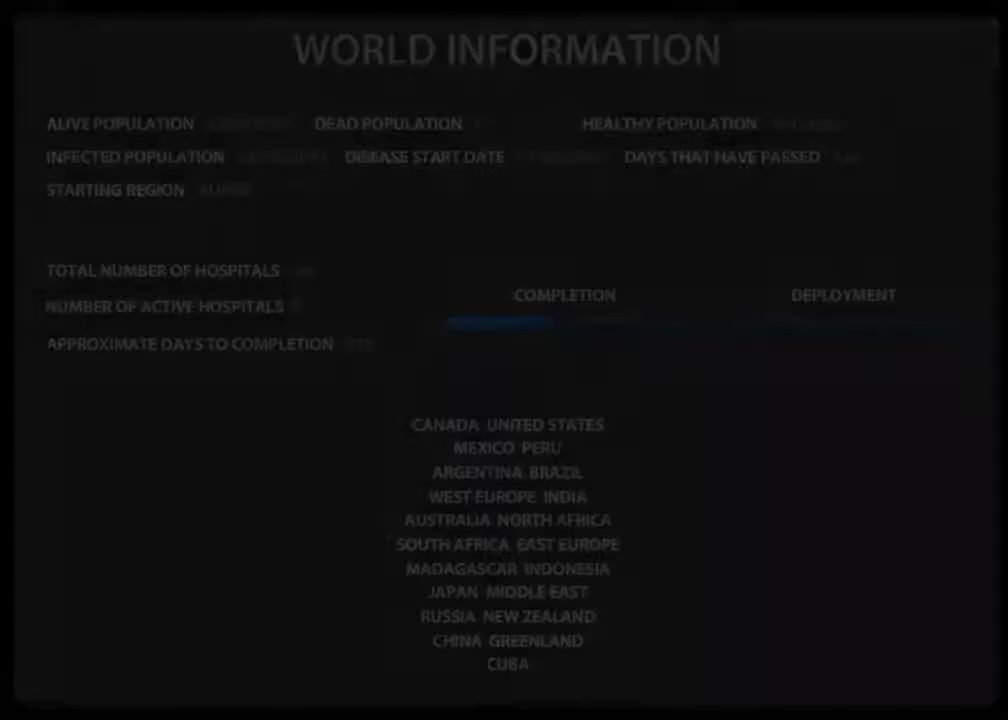 WORLD INFORMATION
ALIVE POPULATION DEAD POPULATION HEALTHY POPULATION
INFECTED POPULATION DISEASE START DATE DAYS THAT HAVE PASSED
STARTING REGION
TOTAL NUMBER OF HOSPITALS
COMPLETION DEPLOYMENT
NUMBER OF ACTIVE HOSPITALS
APPROXIMATE DAYS TO COMPLETION
CANADA UNITED STATES
MEXICO PERU
ARGENTINA BRAZIL
WEST EUROPE INDIA
AUSTRALIA NORTH AFRICA
SOUTH AFRICA EAST EUROPE
MADAGASCAR INDONESIA
JAPAN MIDDLE EAST
RUSSIA NEW ZEALAND
CHINA GREENLAND
CUBA